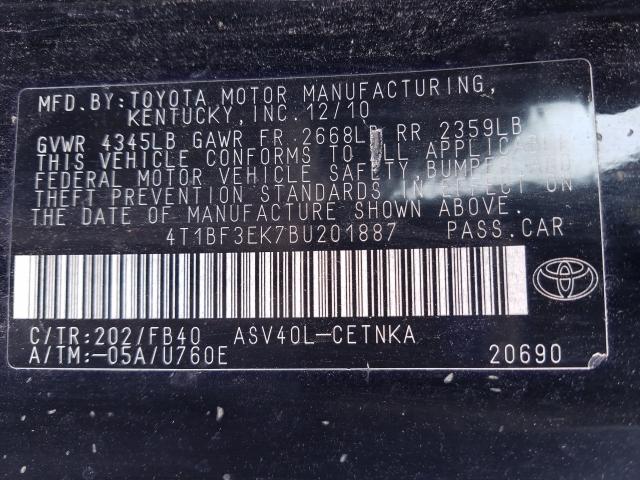 MFD.BY:TOYOTA MOTOR MANUFACTURING,
KENTUCKY,INC.12/10
GVWR 4345LB GAWR FR 2668LB RR 2359LB
THIS VEHICLE CONFORMS TO ALL APPLICABLE
FEDERAL MOTOR VEHICLE SAFETY,BUMPER,AND
THEFT PREVENTION STANDARDS IN EFFECT ON
THE DATE OF MANUFACTURE SHOWN ABOVE.
4T1BF3EK7BU201887 PASS.CAR
C/TR:202/FB40 ASV40L-CETNKA
A/TM:-05A/U760E 20690